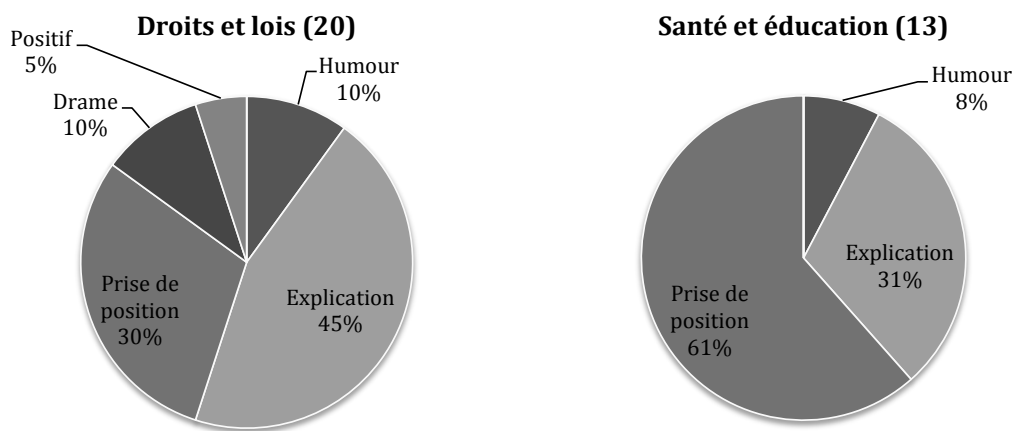 Droits et lois (20)
Positif
5%
Humour
10%
Drame
10%
Prise de
position
30%
Explication
45%
Santé et éducation (13)
Humour
8%
Explication
31%
Prise de
position
61%